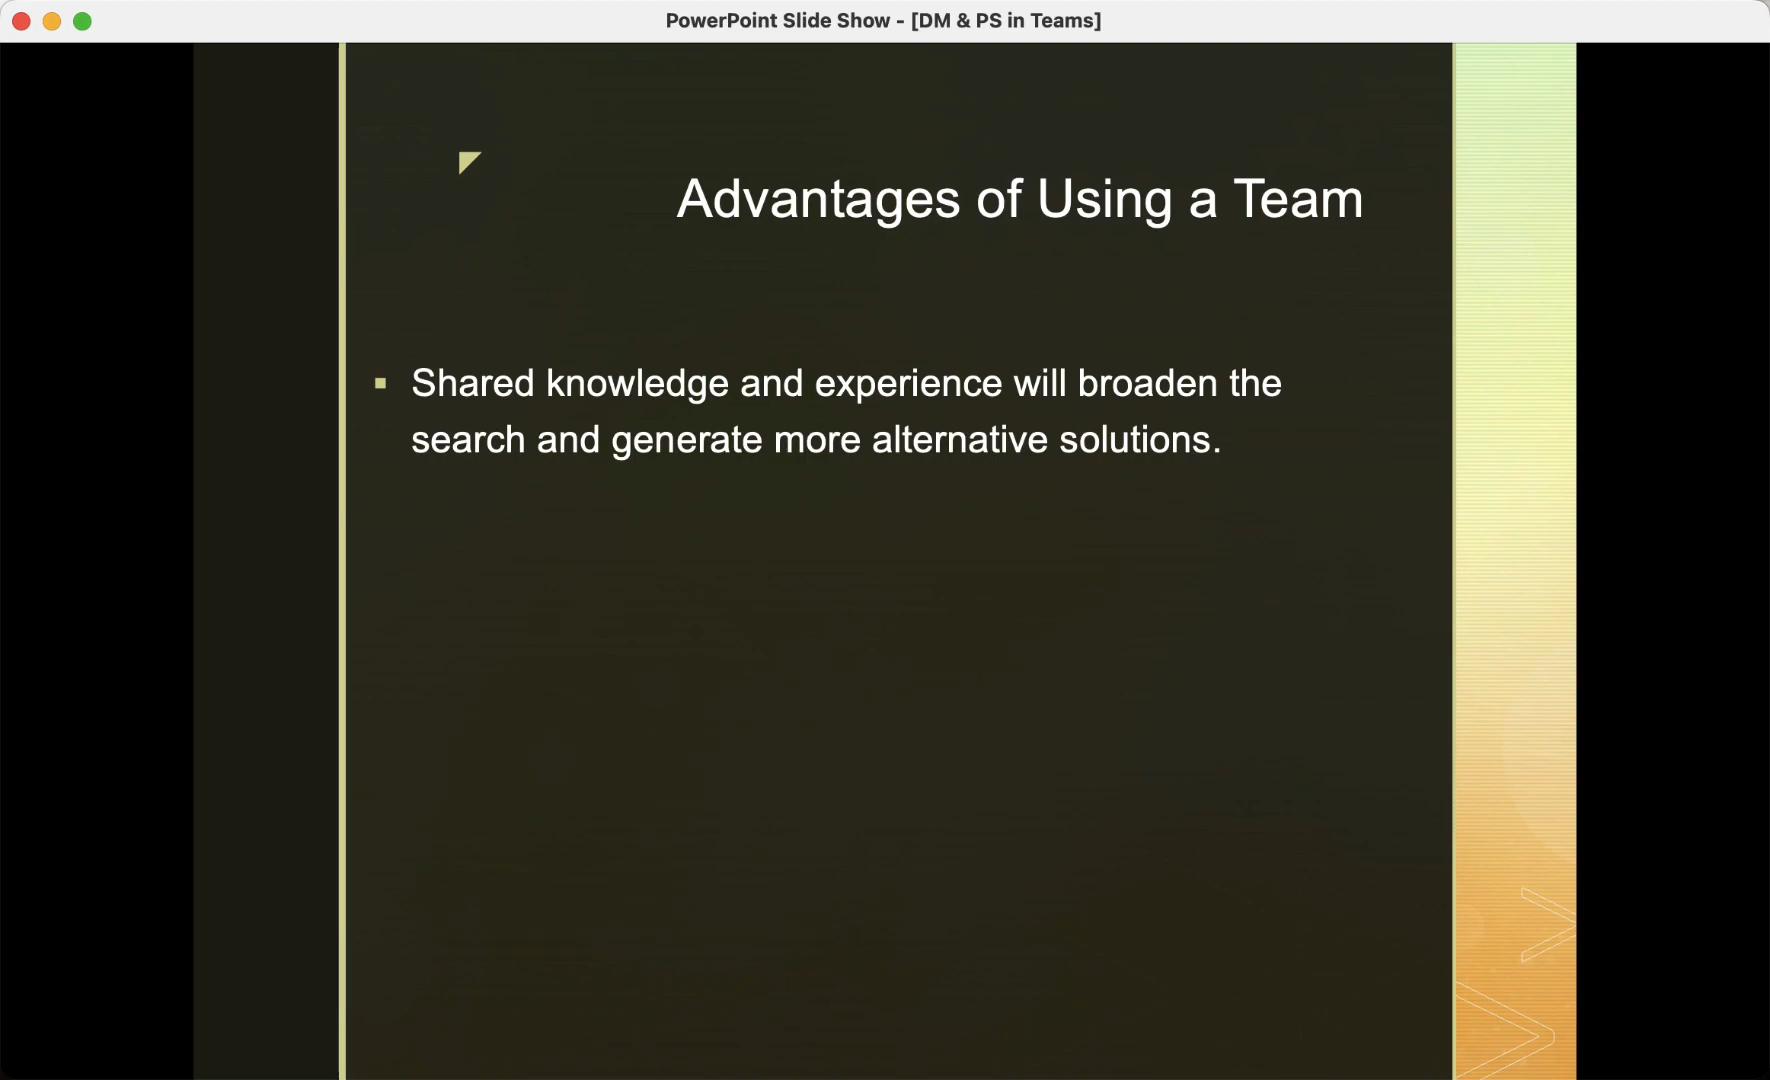 PowerPoint Slide Show - [DM & PS in Teams]
Advantages of Using a Team
Shared knowledge and experience will broaden the
search and generate more alternative solutions.